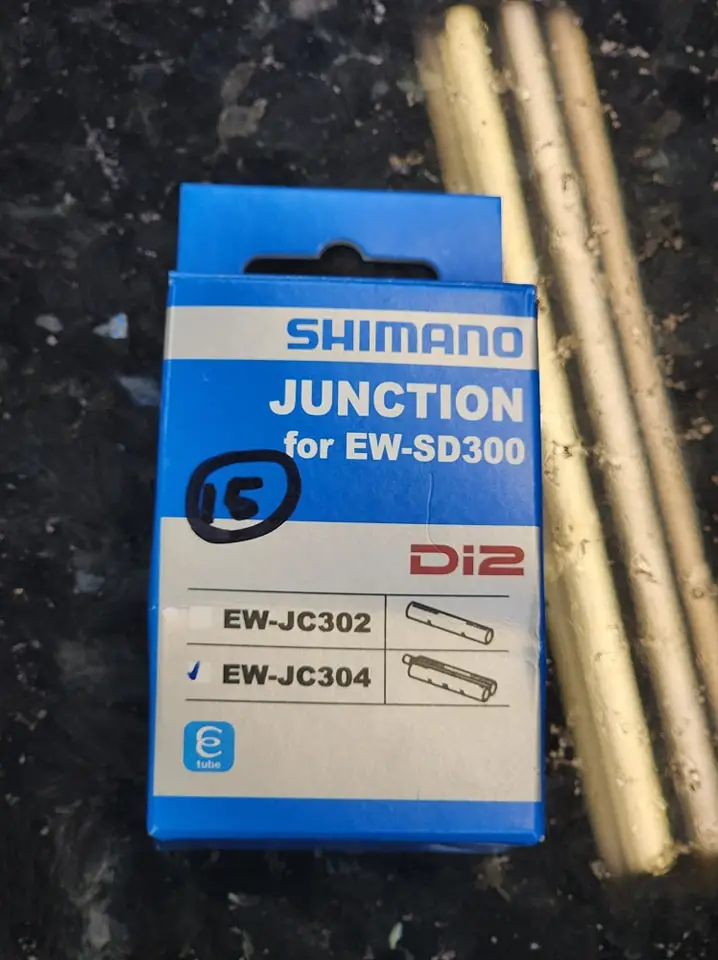 SHIMANO
JUNCTION
for EW-SD300
15
Di2
EW-JC302
EW-JC304
tube